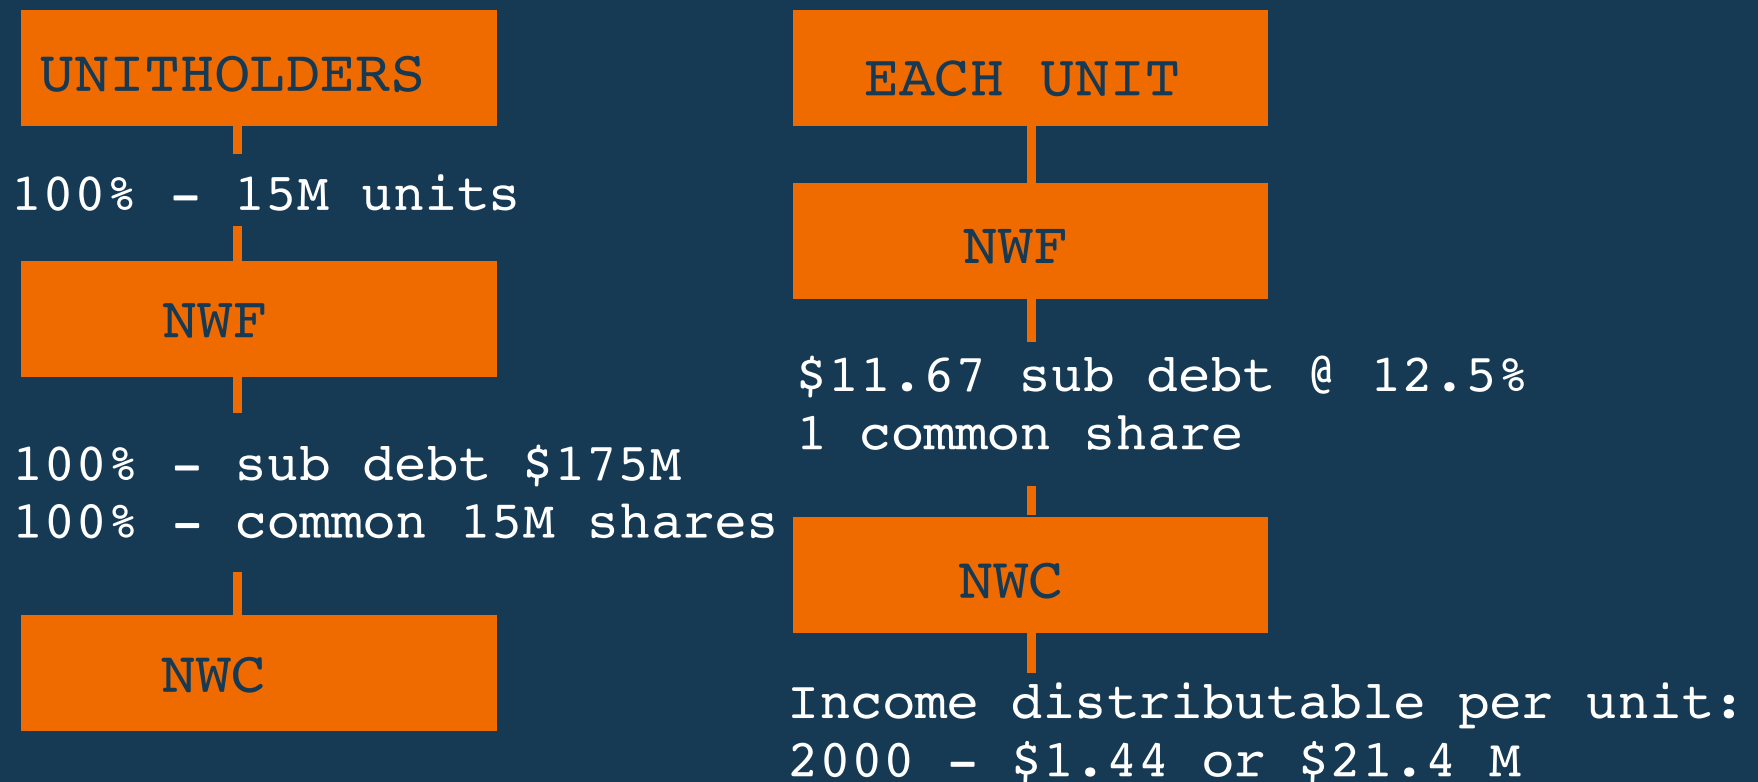 UNITHOLDERS
100% - 15M units
NWF
100% - sub debt $175M
100% - common 15M shares
NWC
EACH UNIT
NWF
$11.67 sub debt @ 12.5%
1 common share
NWC
Income distributable per unit:
2000 - $1.44 or $21.4 M